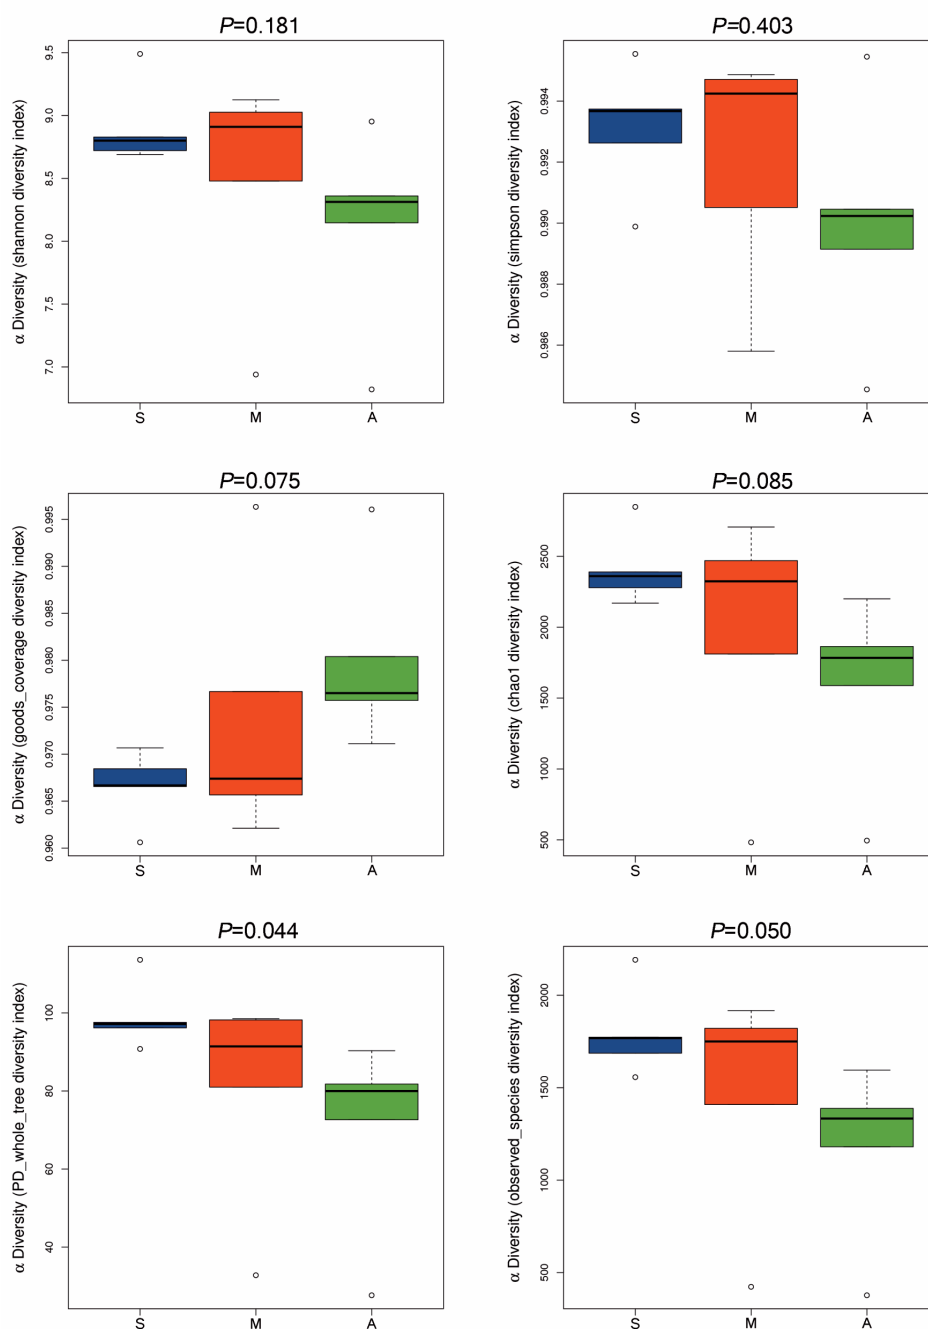 P=0.181
α Diversity (shannon diversity index)
9.5
9.0
8.5
8.0
7.5
7.0
S M A
P=0.403
α Diversity (simpson diversity index)
0.994
0.992
0.990
0.988
0.986
S M A
P=0.075
α Diversity (goods_coverage diversity index)
0.995
0.990
0.985
0.980
0.975
0.970
0.965
0.960
S M A
P=0.085
α Diversity (chao1 diversity index)
2500
2000
1500
1000
500
S M A
P=0.044
α Diversity (PD_whole_tree diversity index)
100
80
60
40
S M A
P=0.050
α Diversity (observed_species diversity index)
2000
1500
1000
500
S M A